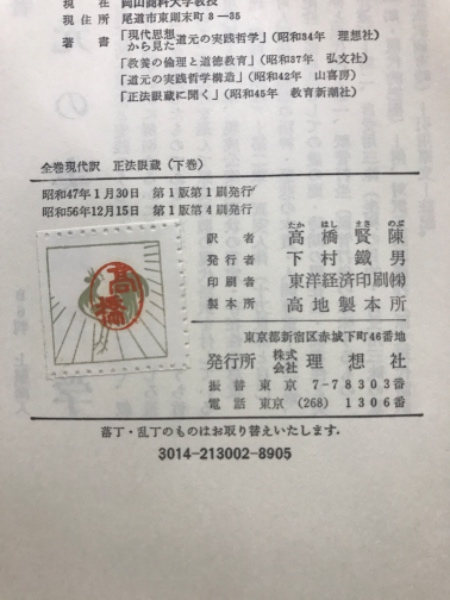 現在 岡山商科大学教授
現住所 尾道市東則末町8-35
著書 「現代思想から見た道元の実践哲学」(昭和34年 理想社)
「教養の倫理と道徳教育」(昭和37年 弘文社)
「道元の実践哲学構造」(昭和42年 山喜房)
「正法眼蔵に聞く」(昭和45年 教育新潮社)
全巻現代訳 正法眼蔵(下巻)
昭和47年1月30日 第1版第1刷発行
昭和56年12月15日 第1版第4刷発行
訳者 高橋賢陳
たか はし まさ のぶ
発行者 下村鐵男
印刷者 東洋経済印刷㈱
製本所 高地製本所
高橋
東京都新宿区赤城下町46番地
発行所 株式会社 理想社
振替 東京 7-78303番
電話 東京 (268) 1306番
落丁・乱丁のものはお取り替えいたします.
3014-213002-8905